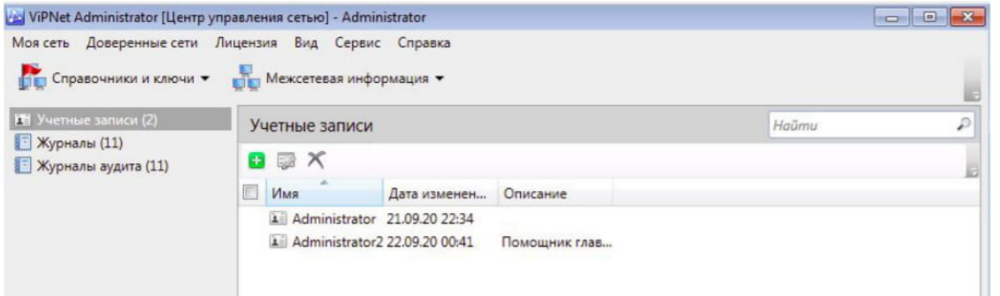 ViPNet Administrator [Центр управления сетью] - Administrator
Моя сеть Доверенные сети Лицензия Вид Сервис Справка
Справочники и ключи Межсетевая информация
Учетные записи (2)
Журналы (11)
Журналы аудита (11)
Учетные записи Найти
Имя Дата изменен... Описание
Administrator 21.09.20 22:34
Administrator2 22.09.20 00:41 Помощник глав...